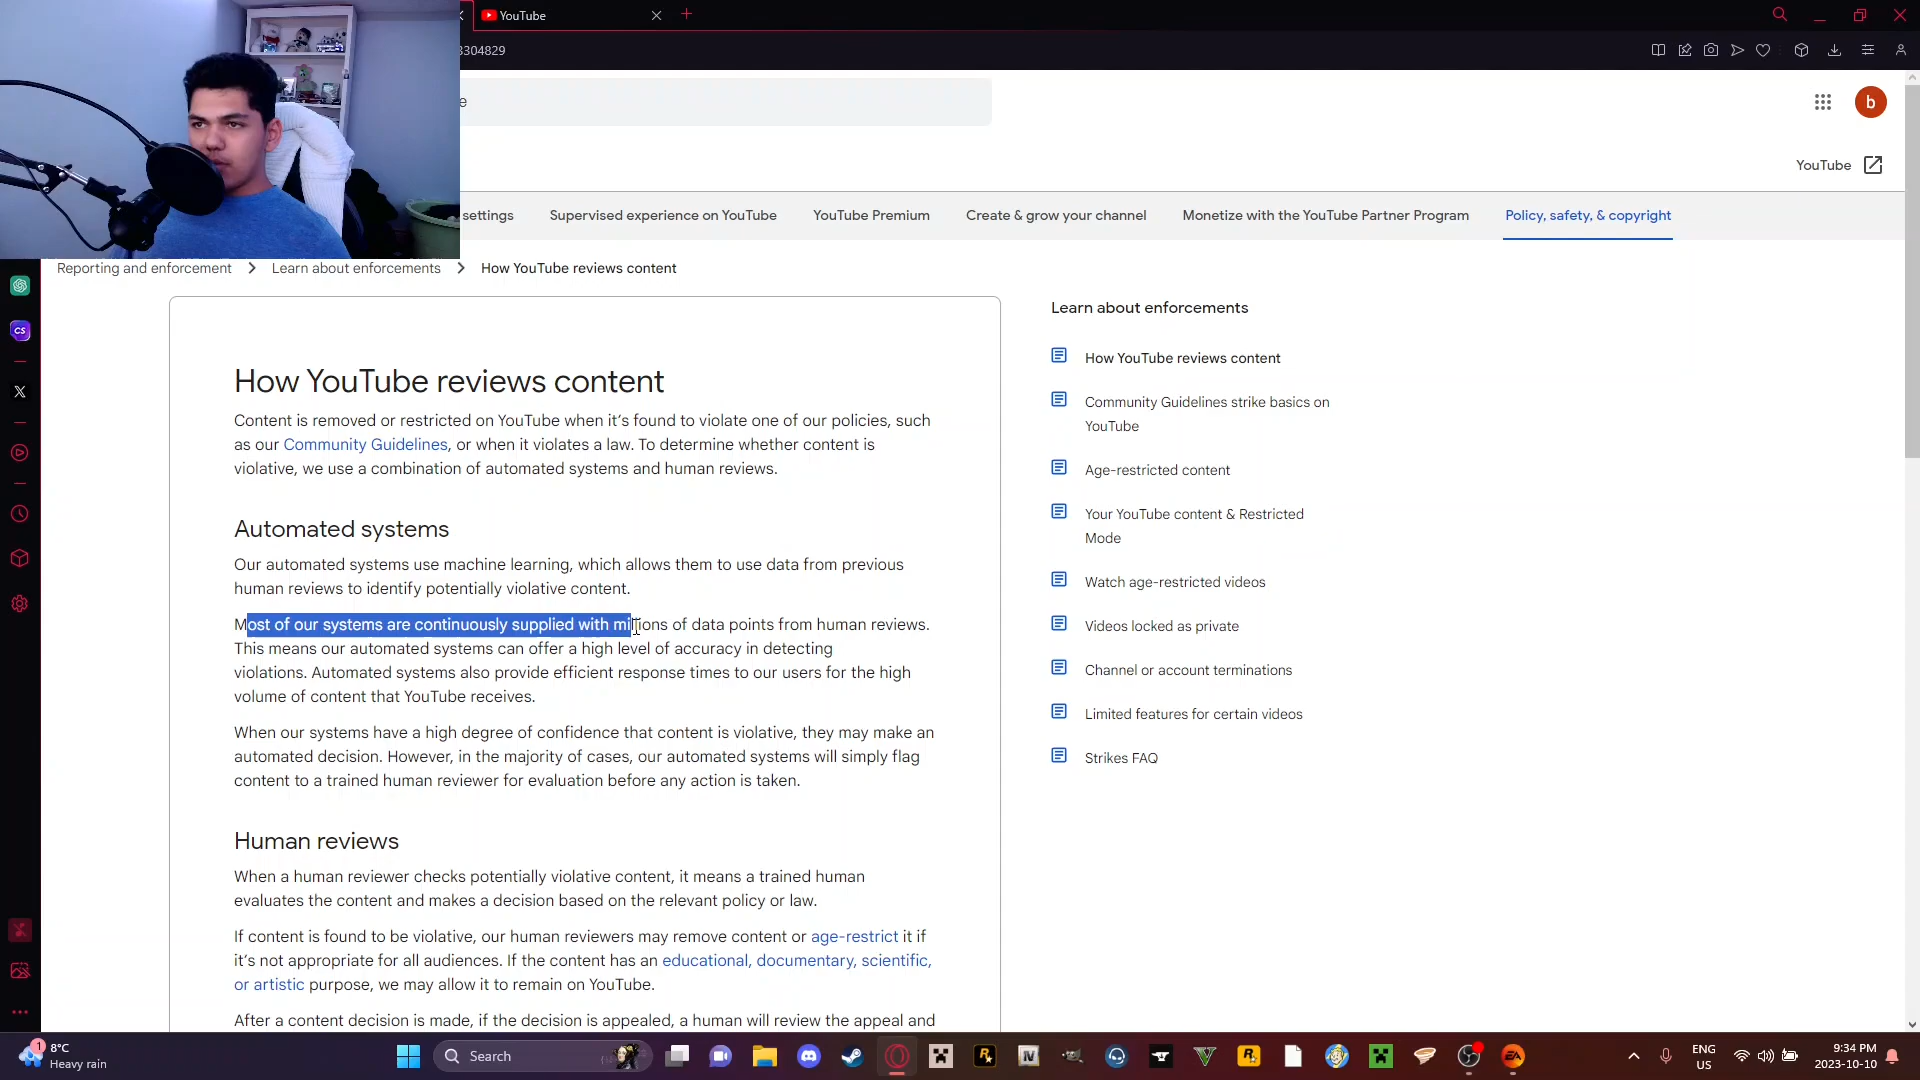 YouTube
3304829
e
b
YouTube
settings
Supervised experience on YouTube
YouTube Premium
Create & grow your channel
Monetize with the YouTube Partner Program
Policy, safety, & copyright
Reporting and enforcement
Learn about enforcements
How YouTube reviews content
How YouTube reviews content
Content is removed or restricted on YouTube when it's found to violate one of our policies, such
as our Community Guidelines, or when it violates a law. To determine whether content is
violative, we use a combination of automated systems and human reviews.
Automated systems
Our automated systems use machine learning, which allows them to use data from previous
human reviews to identify potentially violative content.
Most of our systems are continuously supplied with millions of data points from human reviews.
This means our automated systems can offer a high level of accuracy in detecting
violations. Automated systems also provide efficient response times to our users for the high
volume of content that YouTube receives.
When our systems have a high degree of confidence that content is violative, they may make an
automated decision. However, in the majority of cases, our automated systems will simply flag
content to a trained human reviewer for evaluation before any action is taken.
Human reviews
When a human reviewer checks potentially violative content, it means a trained human
evaluates the content and makes a decision based on the relevant policy or law.
If content is found to be violative, our human reviewers may remove content or age-restrict it if
it's not appropriate for all audiences. If the content has an educational, documentary, scientific,
or artistic purpose, we may allow it to remain on YouTube.
After a content decision is made, if the decision is appealed, a human will review the appeal and
Learn about enforcements
How YouTube reviews content
Community Guidelines strike basics on
YouTube
Age-restricted content
Your YouTube content & Restricted
Mode
Watch age-restricted videos
Videos locked as private
Channel or account terminations
Limited features for certain videos
Strikes FAQ
CS
1
8°C
Heavy rain
Search
IV
V
EA
ENG
US
9:34 PM
2023-10-10